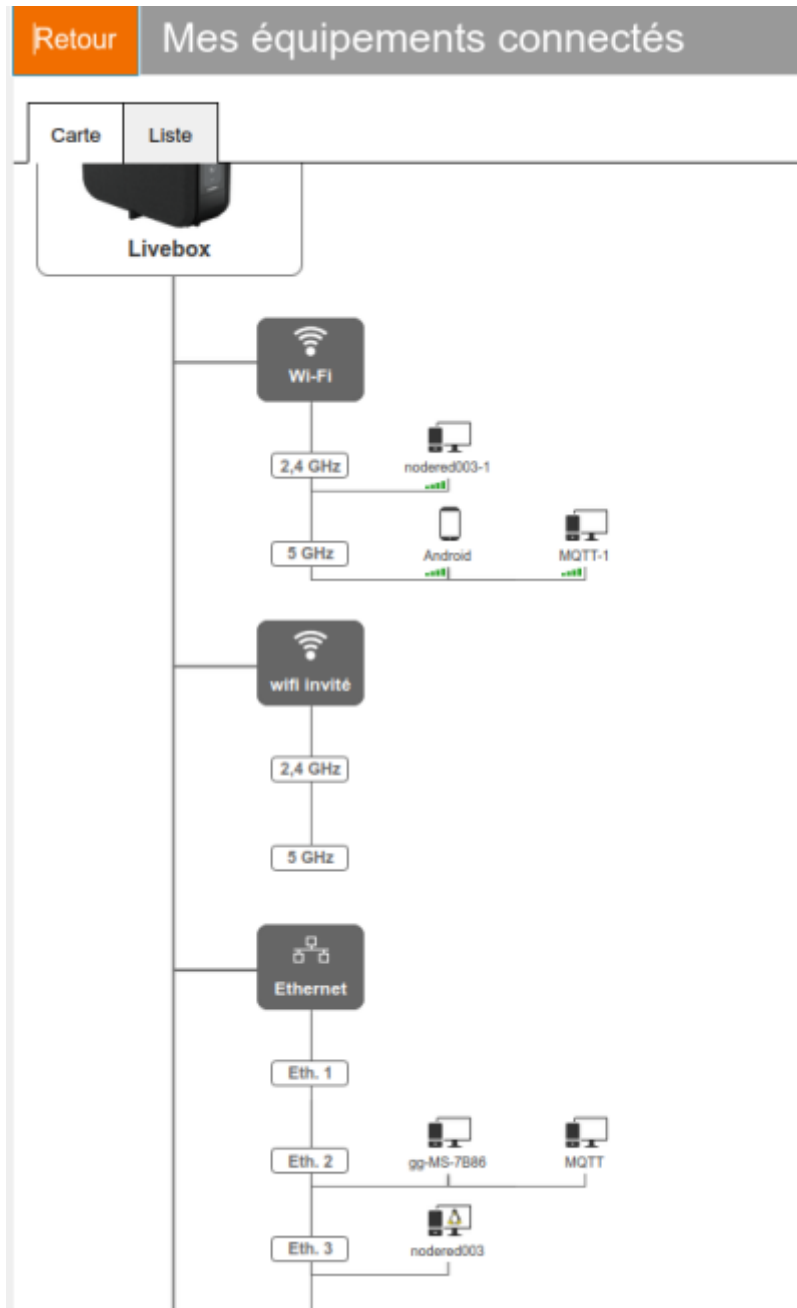 Retour Mes équipements connectés
Carte Liste
Livebox
Wi-Fi
2,4 GHz nodered003-1
5 GHz Android MQTT-1
wifi invité
2,4 GHz
5 GHz
Ethernet
Eth. 1
Eth. 2 gg-MS-7B86 MQTT
Eth. 3 nodered003